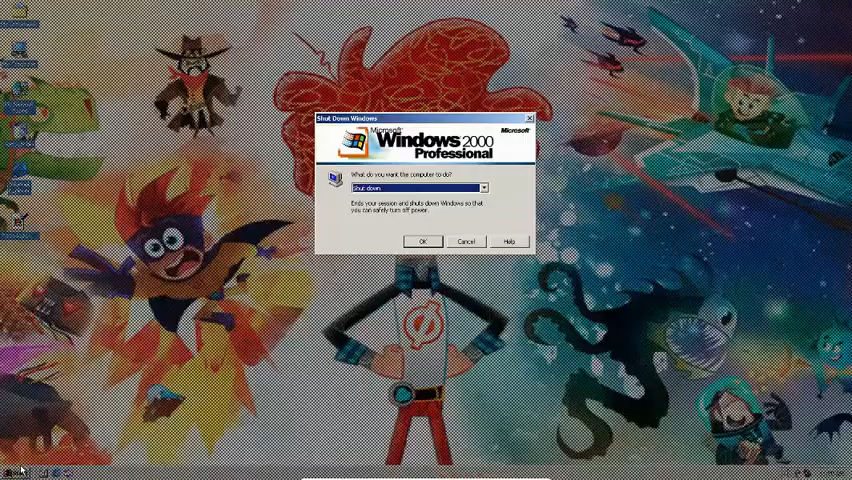 Shut Down Windows
Microsoft
Windows 2000
Professional
Microsoft
What do you want the computer to do?
Shut down
Ends your session and shuts down Windows so that
you can safely turn off power.
OK
Cancel
Help